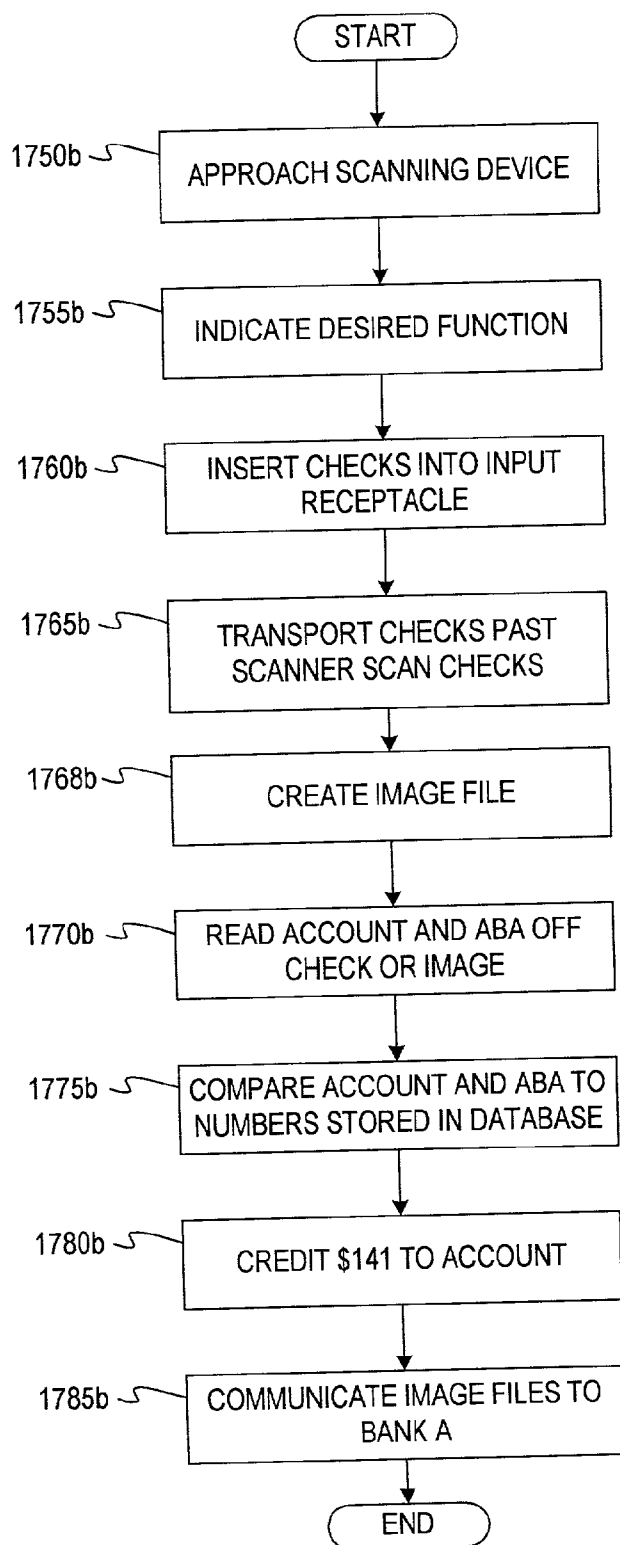 START
1750b
APPROACH SCANNING DEVICE
1755b
INDICATE DESIRED FUNCTION
1760b
INSERT CHECKS INTO INPUT
RECEPTACLE
1765b
TRANSPORT CHECKS PAST
SCANNER SCAN CHECKS
1768b
CREATE IMAGE FILE
1770b
READ ACCOUNT AND ABA OFF
CHECK OR IMAGE
1775b
COMPARE ACCOUNT AND ABA TO
NUMBERS STORED IN DATABASE
1780b
CREDIT $141 TO ACCOUNT
1785b
COMMUNICATE IMAGE FILES TO
BANK A
END